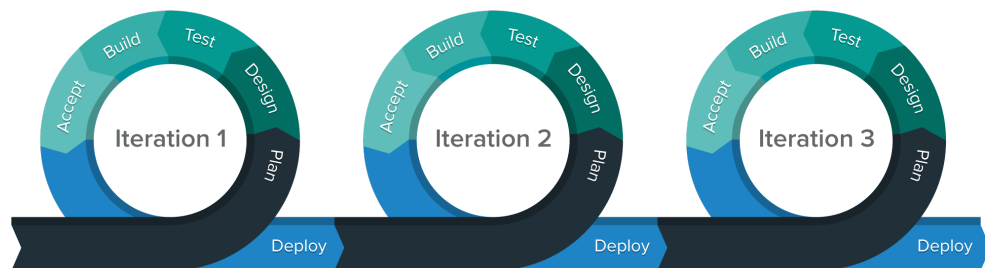 Build
Test
Accept
Design
Iteration 1
Plan
Deploy
Build
Test
Accept
Design
Iteration 2
Plan
Deploy
Build
Test
Accept
Design
Iteration 3
Plan
Deploy